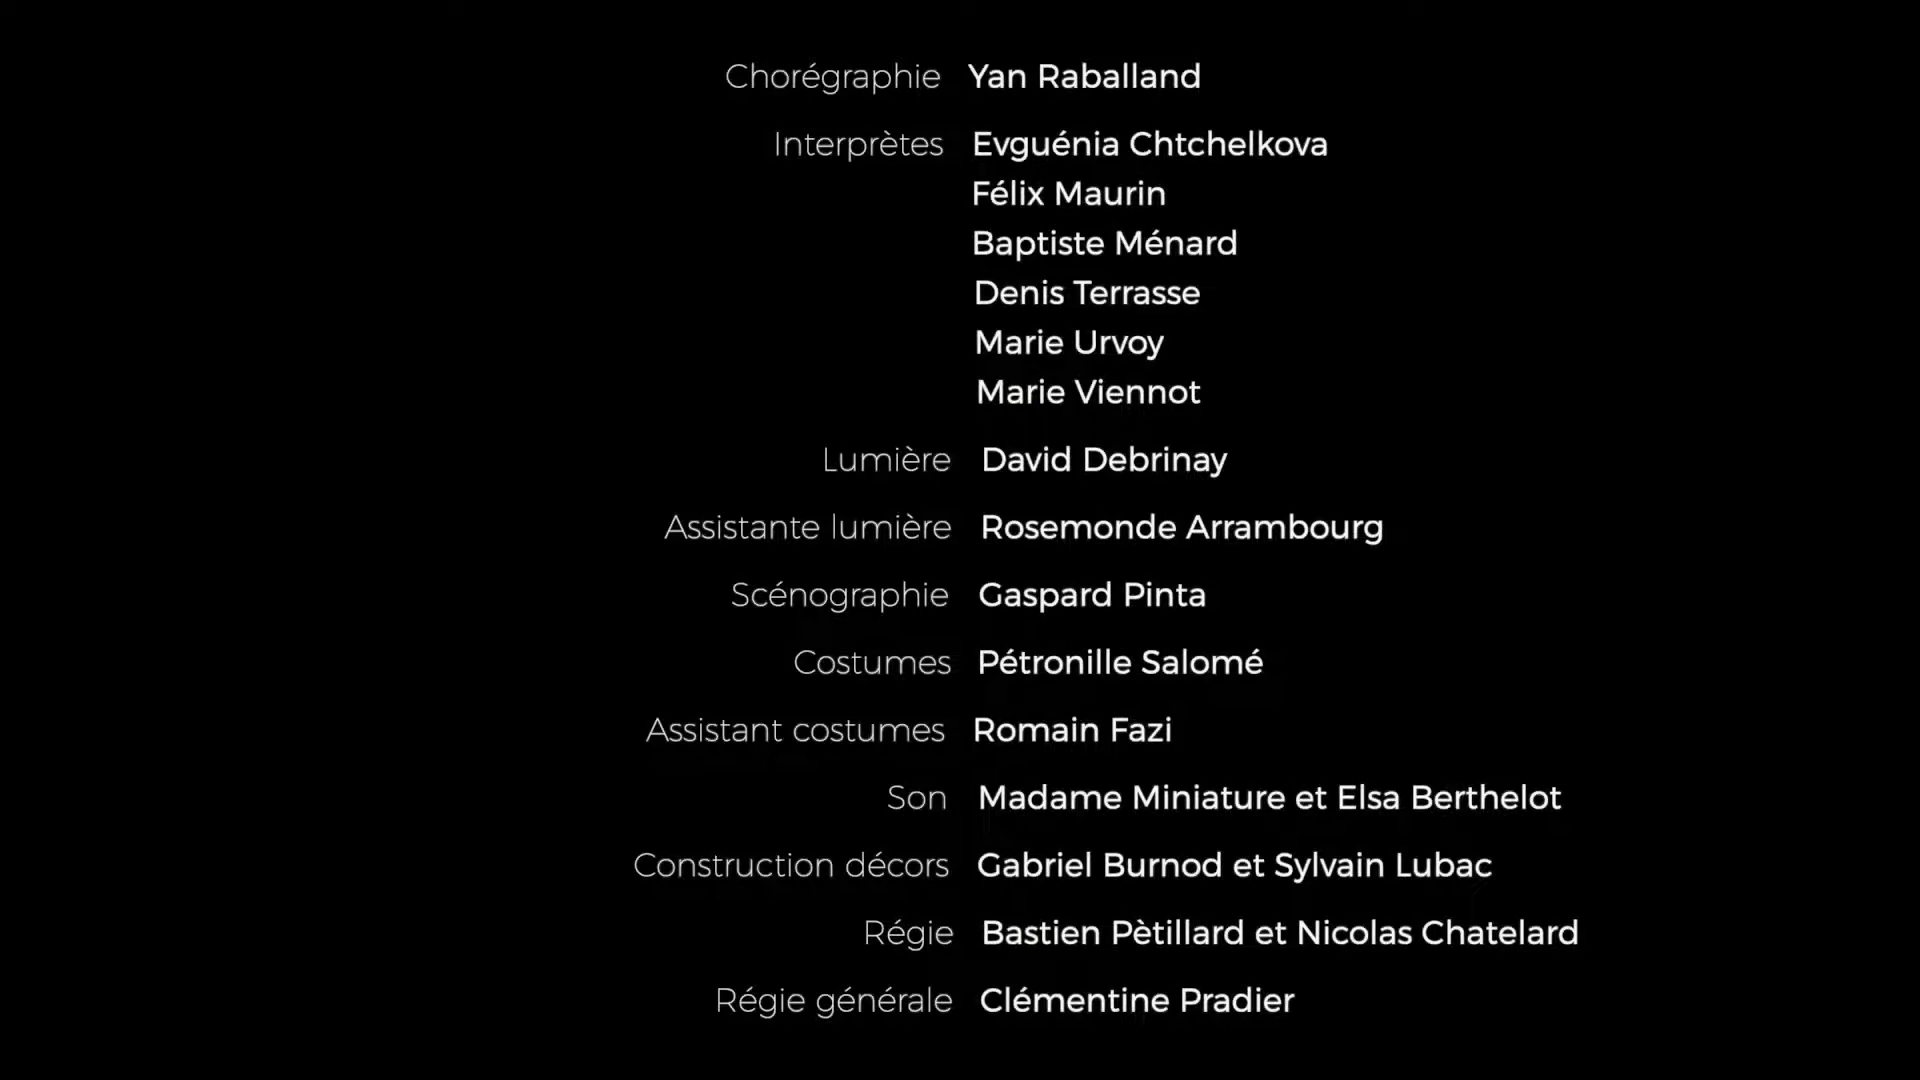 Chorégraphie Yan Raballand
Interprètes Evguénia Chtchelkova
Félix Maurin
Baptiste Ménard
Denis Terrasse
Marie Urvoy
Marie Viennot
Lumière David Debrinay
Assistante lumière Rosemonde Arrambourg
Scénographie Gaspard Pinta
Costumes Pétronille Salomé
Assistant costumes Romain Fazi
Son Madame Miniature et Elsa Berthelot
Construction décors Gabriel Burnod et Sylvain Lubac
Régie Bastien Pètillard et Nicolas Chatelard
Régie générale Clémentine Pradier